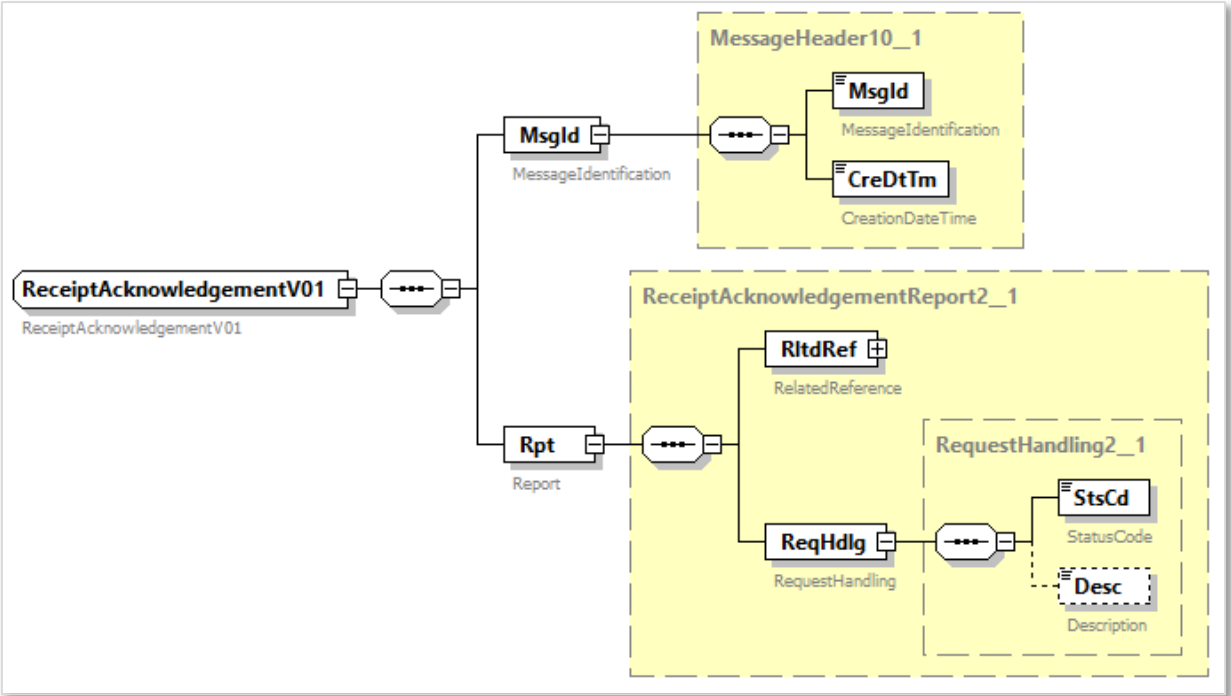 MessageHeader10__1
MsgId
MessageIdentification
CreDtTm
CreationDateTime
MsgId
MessageIdentification
ReceiptAcknowledgementV01
ReceiptAcknowledgementV01
ReceiptAcknowledgementReport2__1
RltdRef
RelatedReference
Rpt
Report
RequestHandling2__1
StsCd
StatusCode
ReqHdlg
RequestHandling
Desc
Description